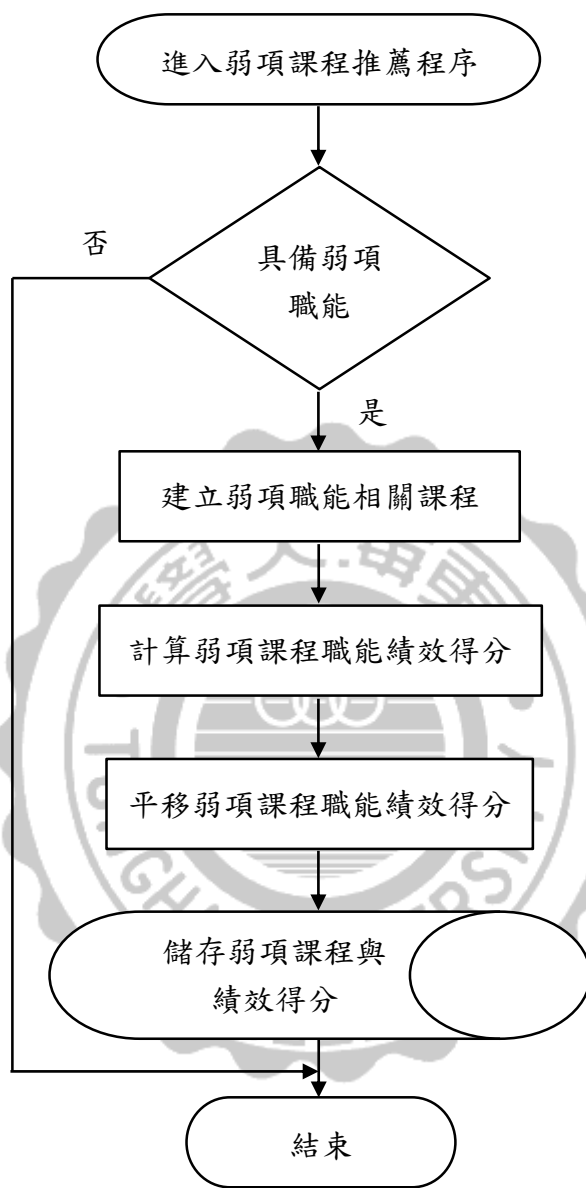 進入弱項課程推薦程序
否
具備弱項
職能
是
建立弱項職能相關課程
計算弱項課程職能績效得分
平移弱項課程職能績效得分
儲存弱項課程與
績效得分
結束